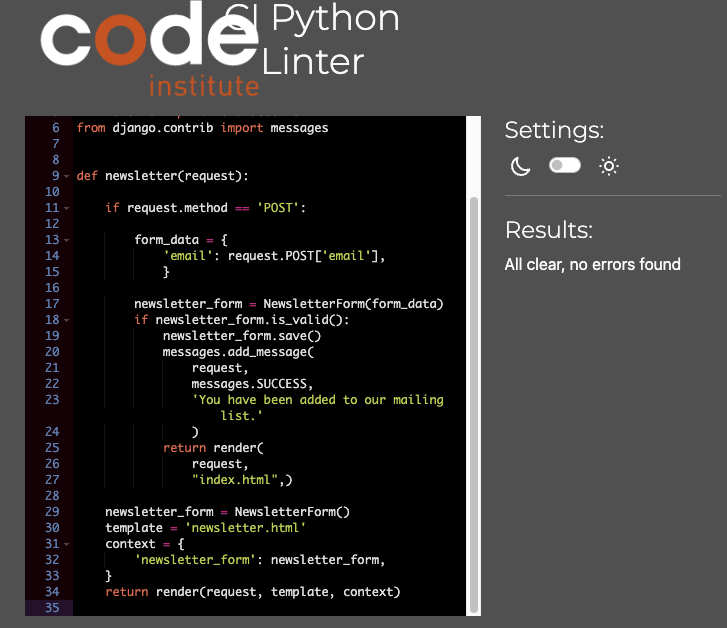 code
institute
CI Python
Linter
6 from django.contrib import messages
7
8
9 def newsletter(request):
10
11     if request.method == 'POST':
12
13         form_data = {
14             'email': request.POST['email'],
15             }
16
17         newsletter_form = NewsletterForm(form_data)
18         if newsletter_form.is_valid():
19             newsletter_form.save()
20             messages.add_message(
21                 request,
22                 messages.SUCCESS,
23                 'You have been added to our mailing
list.'
24                 )
25             return render(
26                 request,
27                 "index.html",)
28
29     newsletter_form = NewsletterForm()
30     template = 'newsletter.html'
31     context = {
32         'newsletter_form': newsletter_form,
33     }
34     return render(request, template, context)
35
Settings:
Results:
All clear, no errors found